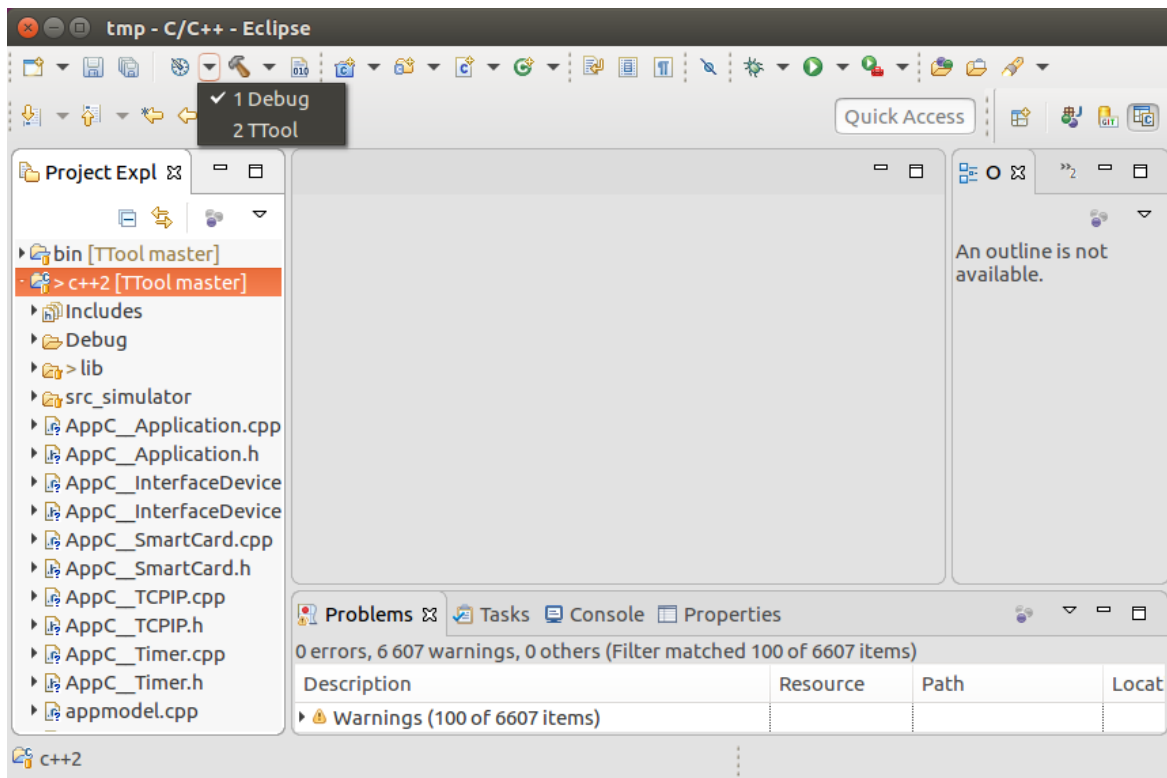 tmp - C/C++ - Eclipse
✔ 1 Debug
2 TTool
Quick Access
Project Expl
O
»2
bin [TTool master]
> c++2 [TTool master]
Includes
Debug
> lib
src_simulator
AppC__Application.cpp
AppC__Application.h
AppC__InterfaceDevice
AppC__InterfaceDevice
AppC__SmartCard.cpp
AppC__SmartCard.h
AppC__TCPIP.cpp
AppC__TCPIP.h
AppC__Timer.cpp
AppC__Timer.h
appmodel.cpp
An outline is not
available.
Problems Tasks Console Properties
0 errors, 6 607 warnings, 0 others (Filter matched 100 of 6607 items)
Description Resource Path Locat
Warnings (100 of 6607 items)
c++2